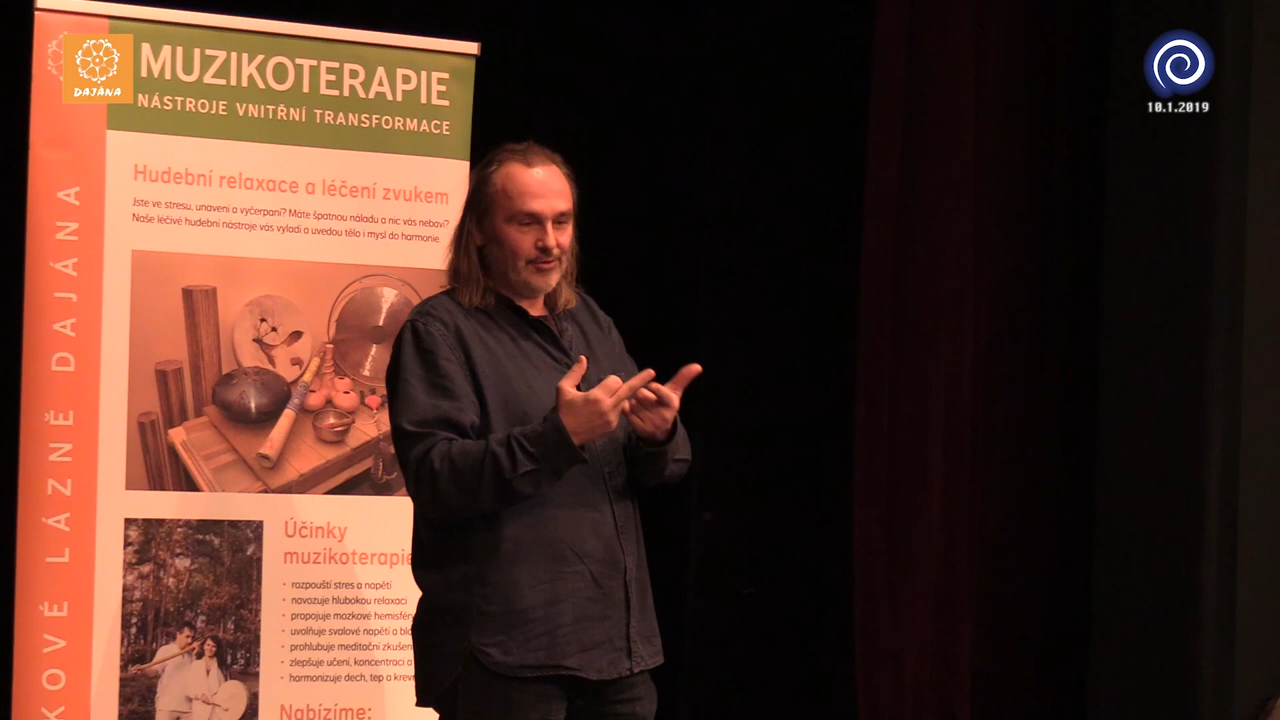 DAJÁNA
MUZIKOTERAPIE
NÁSTROJE VNITŘNÍ TRANSFORMACE
10.1.2019
Hudební relaxace a léčení zvukem
Jste ve stresu, unaveni a vyčerpaní? Máte špatnou náladu a nic vás nebaví?
Naše léčivé hudební nástroje vás vyladí a uvedou tělo i mysl do harmonie.
KOVÉ LÁZNĚ DAJÁNA
Účinky
muzikoterapie
• rozpouští stres a napětí
• navozuje hlubokou relaxaci
• propojuje mozkové hemisféry
• uvolňuje svalové napětí a
• prohlubuje meditační
• zlepšuje učení, koncentraci a
• harmonizuje dech, tep a
Nabízíme: